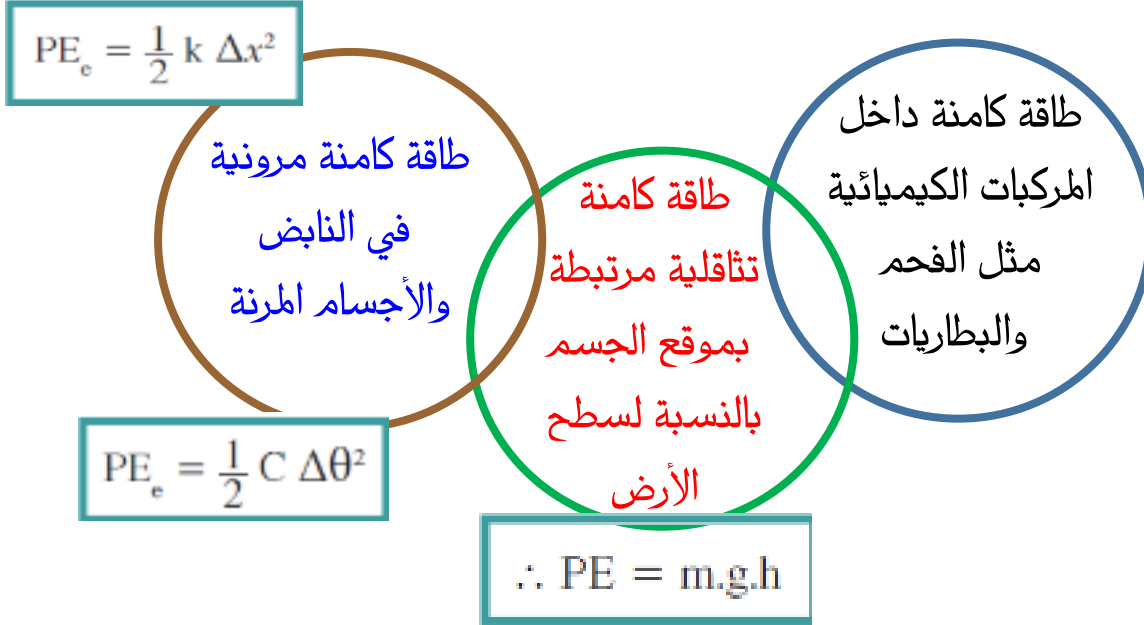 PEₑ = ½ k Δx²
طاقة كامنة مرونية
في النابض
والأجسام المرنة
PEₑ = ½ C Δθ²
طاقة كامنة
تثاقلية مرتبطة
بموقع الجسم
بالنسبة لسطح
الأرض
∴ PE = m.g.h
طاقة كامنة داخل
المركبات الكيميائية
مثل الفحم
والبطاريات